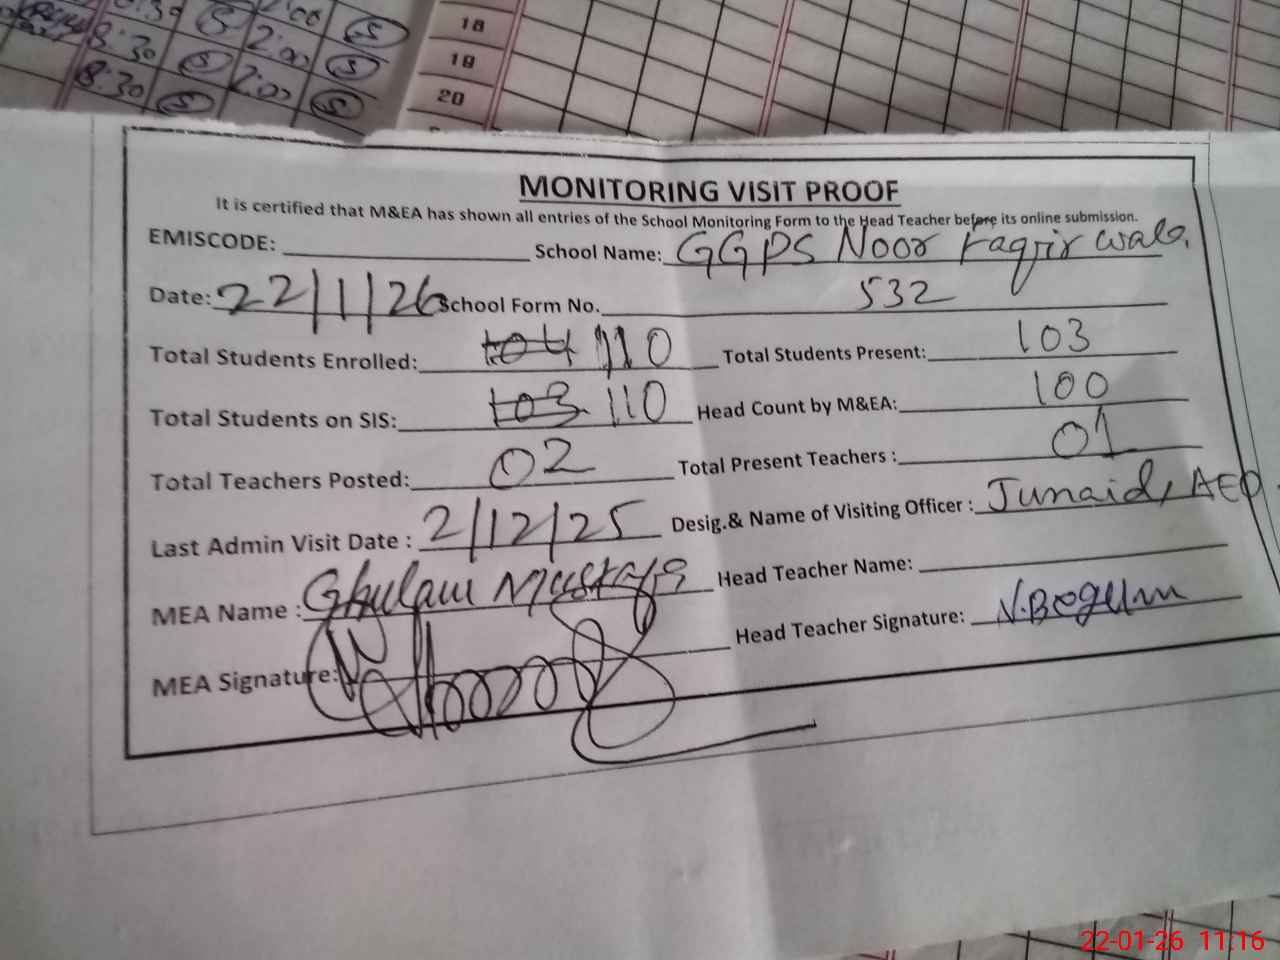 :30 (S) 2:00 (S)
8:30 (S) 2:00 (S)
8:30 (S) 2:00 (S)
18
19
20
MONITORING VISIT PROOF
It is certified that M&EA has shown all entries of the School Monitoring Form to the Head Teacher before its online submission.
EMISCODE: School Name: GGPS Noor Faqir wala
Date: 22/1/26 School Form No. 532
Total Students Enrolled: 104 110 Total Students Present: 103
Total Students on SIS: 103 110 Head Count by M&EA: 100
Total Teachers Posted: 02 Total Present Teachers : 01
Last Admin Visit Date : 2/12/25 Desig.& Name of Visiting Officer : Junaid, AEO
MEA Name : Ghulam Mustafa Head Teacher Name:
MEA Signature: Head Teacher Signature: N.Begum
22-01-26 11:16